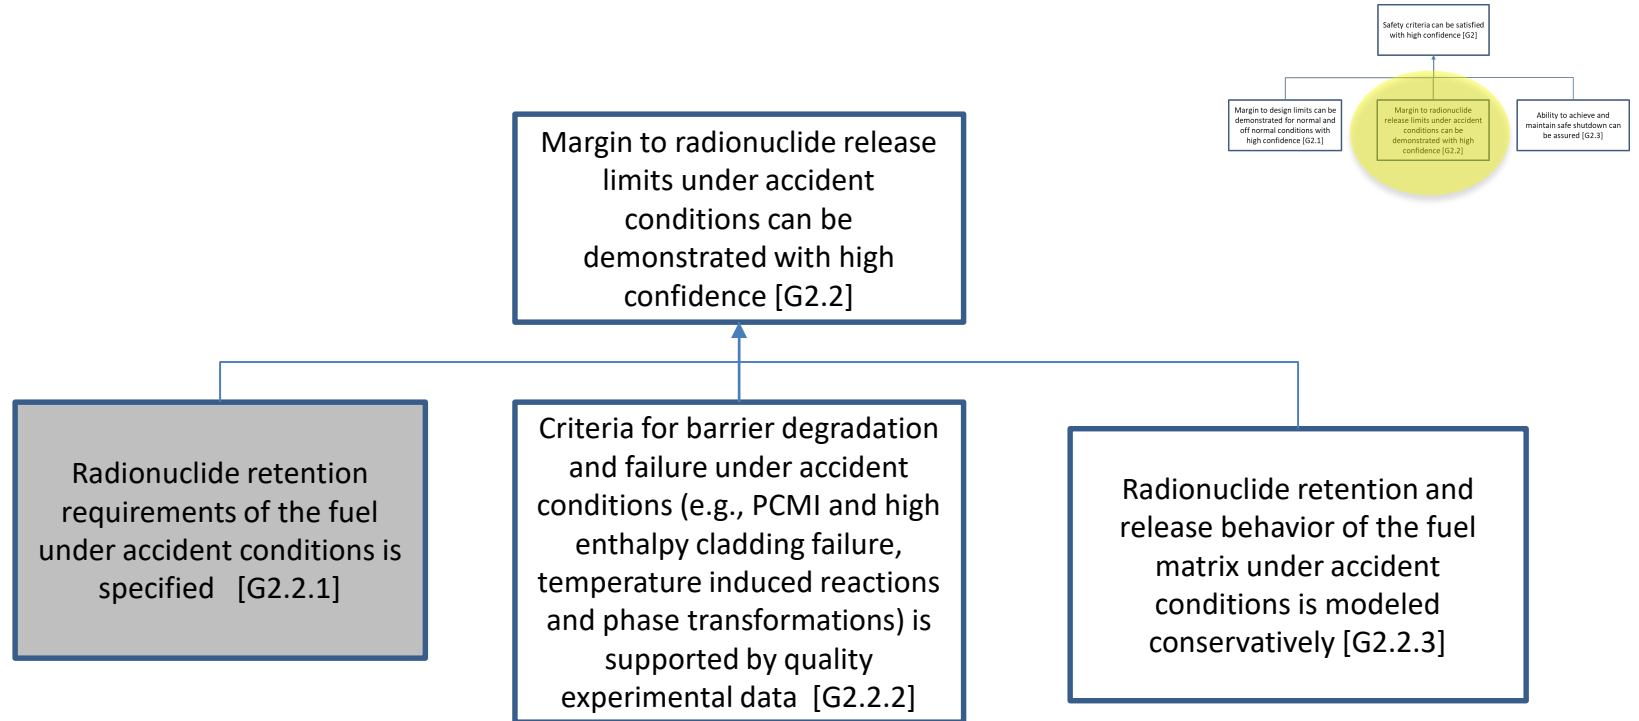 Safety criteria can be satisfied
with high confidence [G2]
Margin to design limits can be
demonstrated for normal and
off normal conditions with
high confidence [G2.1]
Margin to radionuclide
release limits under accident
conditions can be
demonstrated with high
confidence [G2.2]
Ability to achieve and
maintain safe shutdown can
be assured [G2.3]
Margin to radionuclide release
limits under accident
conditions can be
demonstrated with high
confidence [G2.2]
Radionuclide retention
requirements of the fuel
under accident conditions is
specified [G2.2.1]
Criteria for barrier degradation
and failure under accident
conditions (e.g., PCMI and high
enthalpy cladding failure,
temperature induced reactions
and phase transformations) is
supported by quality
experimental data [G2.2.2]
Radionuclide retention and
release behavior of the fuel
matrix under accident
conditions is modeled
conservatively [G2.2.3]